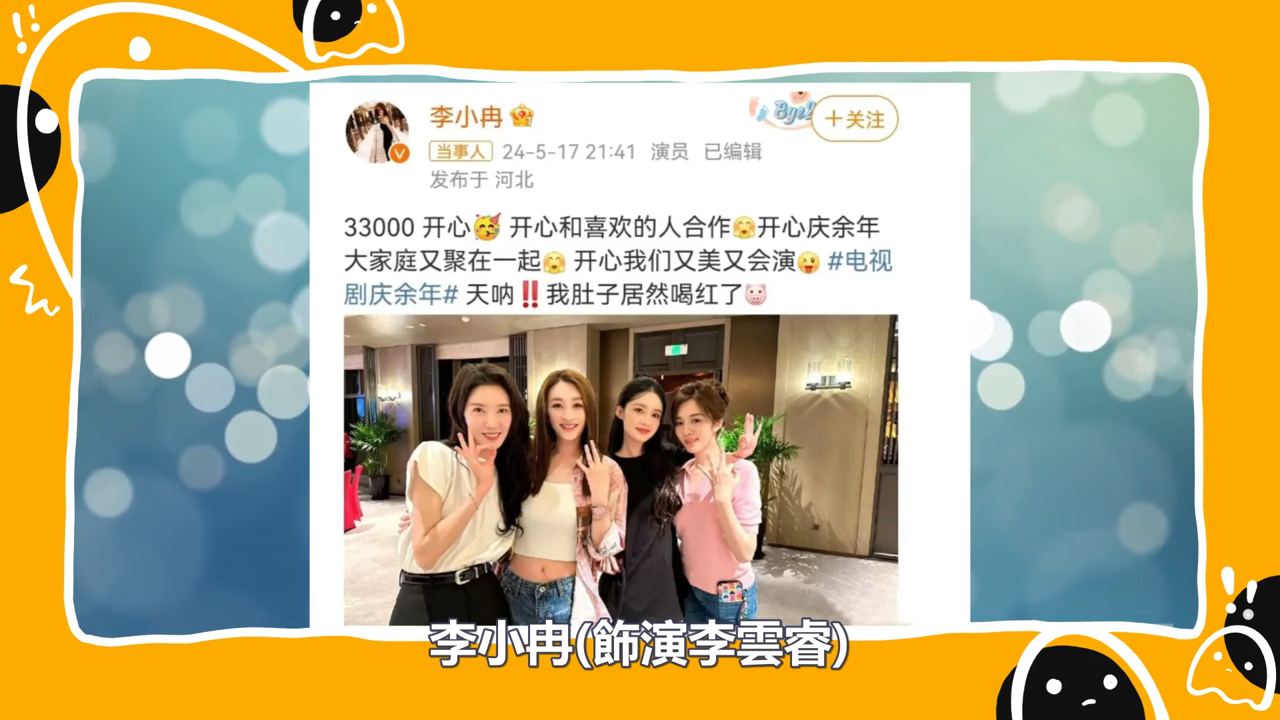 李小冉
Bye
+关注
当事人 24-5-17 21:41 演员 已编辑
发布于 河北
33000 开心🥳 开心和喜欢的人合作🤗开心庆余年
大家庭又聚在一起🤗 开心我们又美又会演😜 #电视
剧庆余年# 天呐‼️我肚子居然喝红了🐷
李小冉(飾演李雲睿)